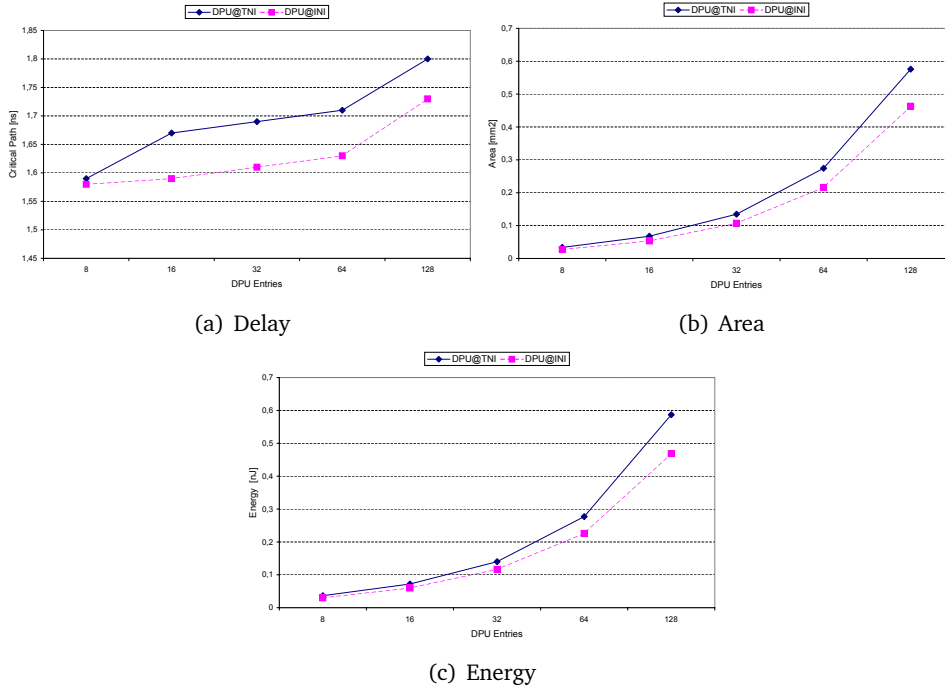 DPU@TNI DPU@INI
1,85
1,8
1,75
1,7
1,65
1,6
1,55
1,5
1,45
Critical Path [ns]
8 16 32 64 128
DPU Entries
(a) Delay
DPU@TNI DPU@INI
0,7
0,6
0,5
0,4
0,3
0,2
0,1
0
Area [mm2]
8 16 32 64 128
DPU Entries
(b) Area
DPU@TNI DPU@INI
0,7
0,6
0,5
0,4
0,3
0,2
0,1
0
Energy [nJ]
8 16 32 64 128
DPU Entries
(c) Energy